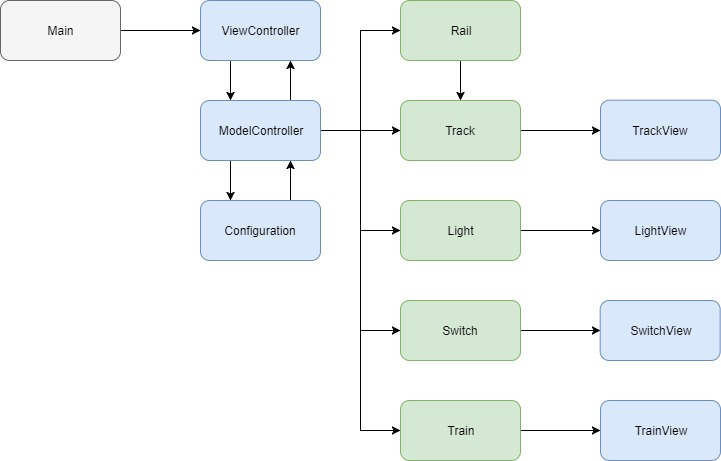 Main
ViewController
Rail
ModelController
Track
TrackView
Configuration
Light
LightView
Switch
SwitchView
Train
TrainView